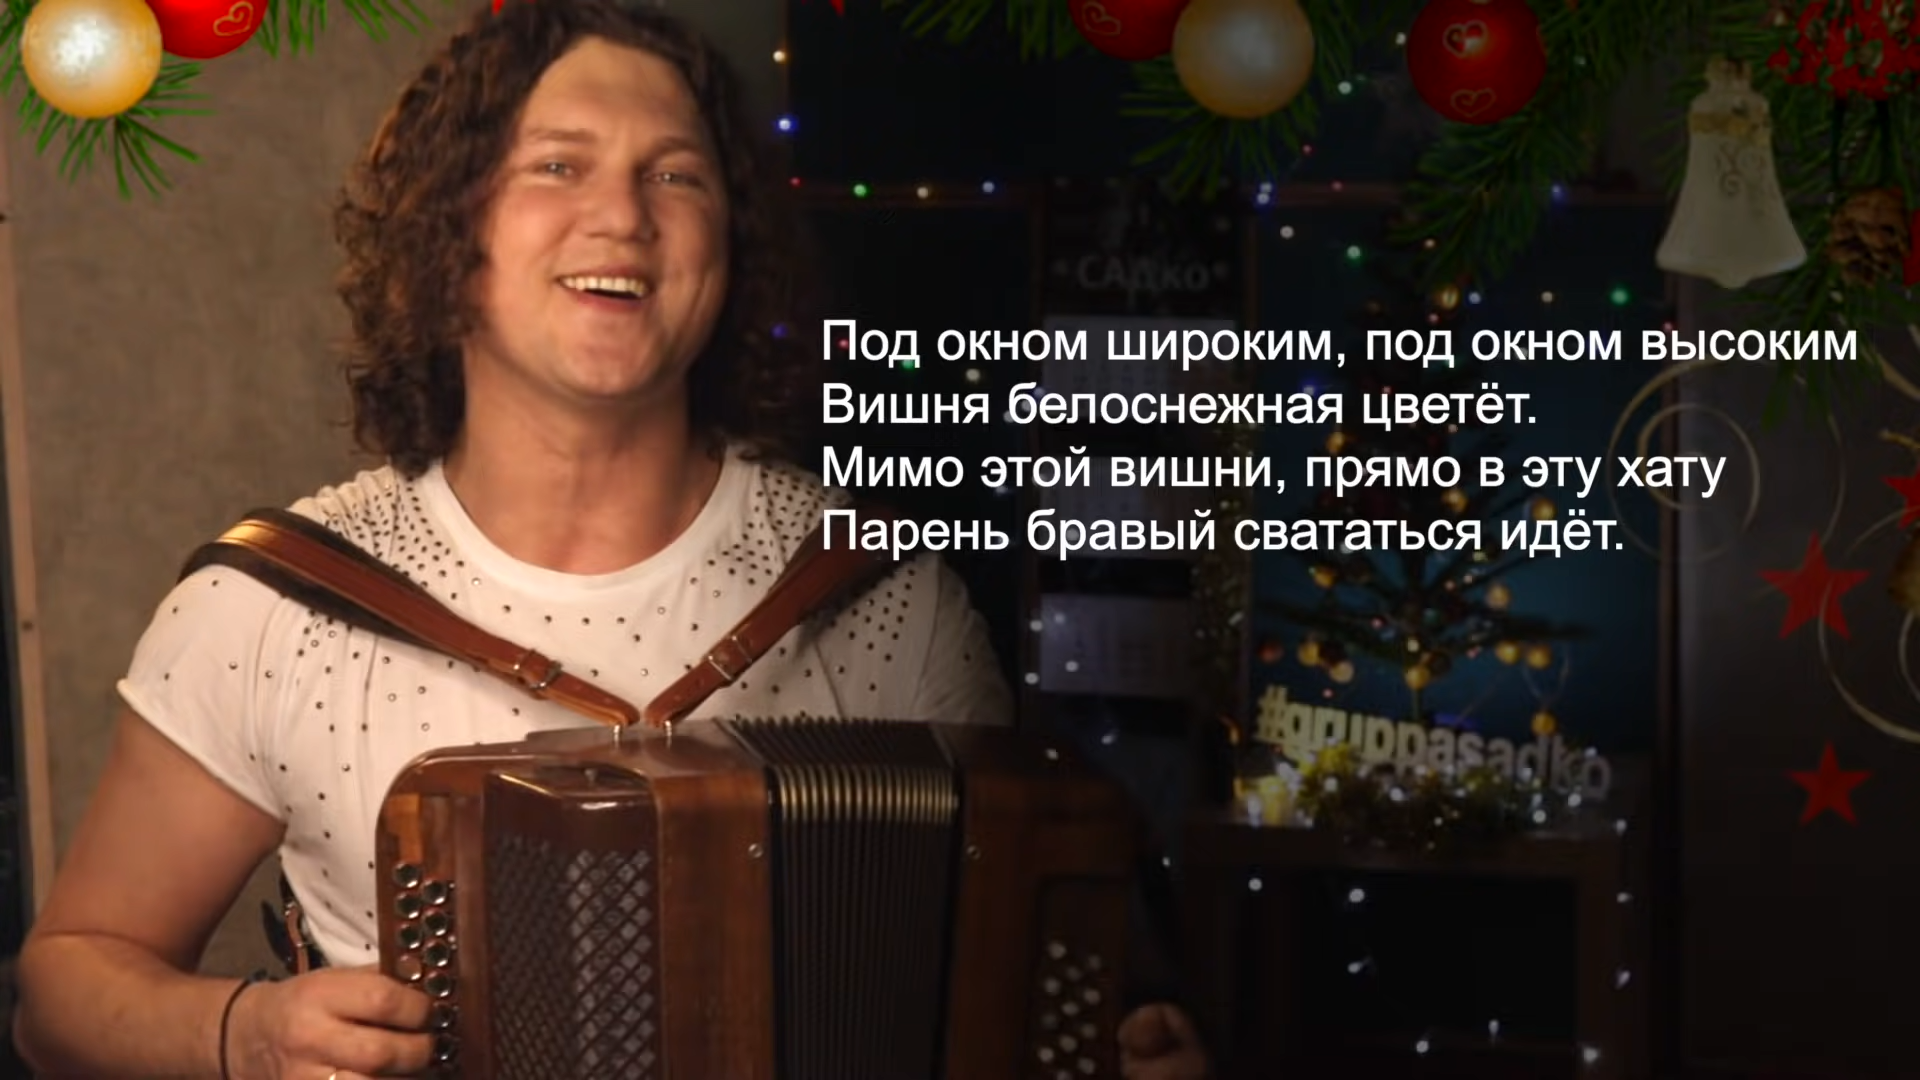 САДКО
Под окном широким, под окном высоким
Вишня белоснежная цветёт.
Мимо этой вишни, прямо в эту хату
Парень бравый свататься идёт.
#gruppasadko